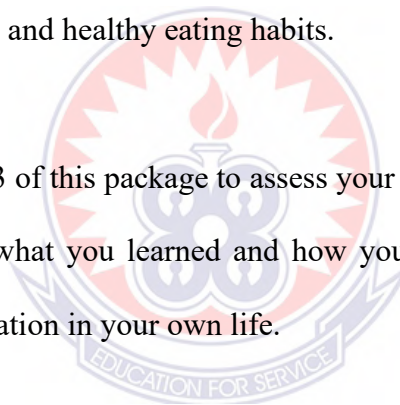 and healthy eating habits.
3 of this package to assess your
what you learned and how you
ation in your own life.
EDUCATION FOR SERVICE